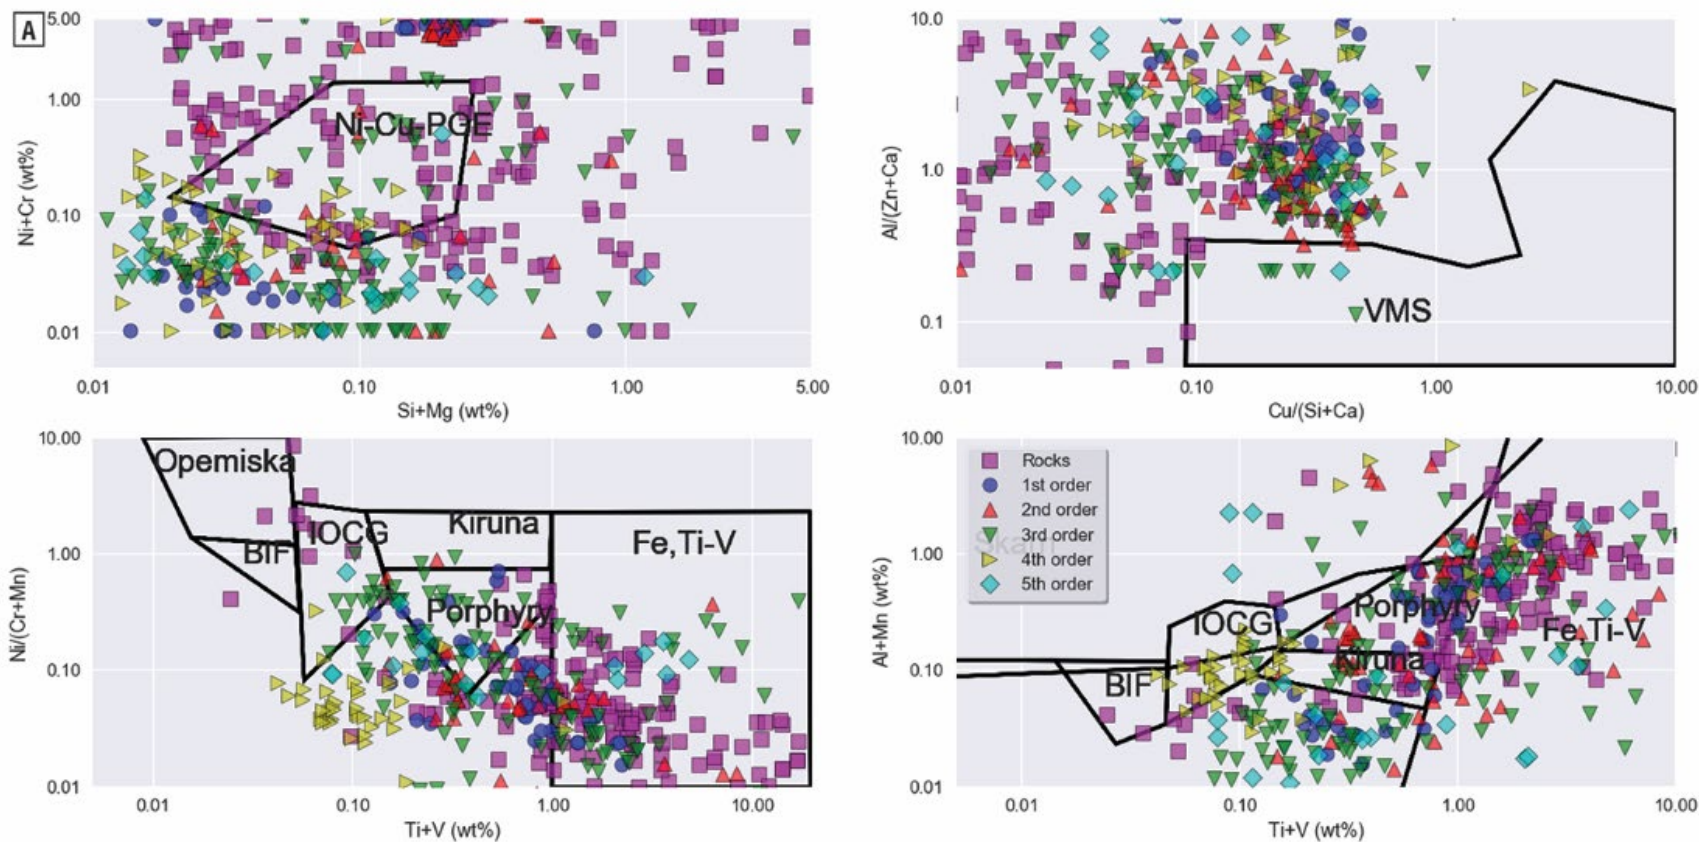 A
5.00
1.00
0.10
0.01
Ni+Cr (wt%)
Ni-Cu-PGE
0.01 0.10 1.00 5.00
Si+Mg (wt%)
10.0
1.0
0.1
Al/(Zn+Ca)
VMS
0.01 0.10 1.00 10.00
Cu/(Si+Ca)
10.00
1.00
0.10
0.01
Ni/(Cr+Mn)
Opemiska
BIF
IOCG
Kiruna
Fe,Ti-V
Porphyry
0.01 0.10 1.00 10.00
Ti+V (wt%)
10.00
1.00
0.10
0.01
Al+Mn (wt%)
Rocks
1st order
2nd order
3rd order
4th order
5th order
Skarn
IOCG
Porphyry
Fe,Ti-V
Kiruna
BIF
0.01 0.10 1.00 10.00
Ti+V (wt%)